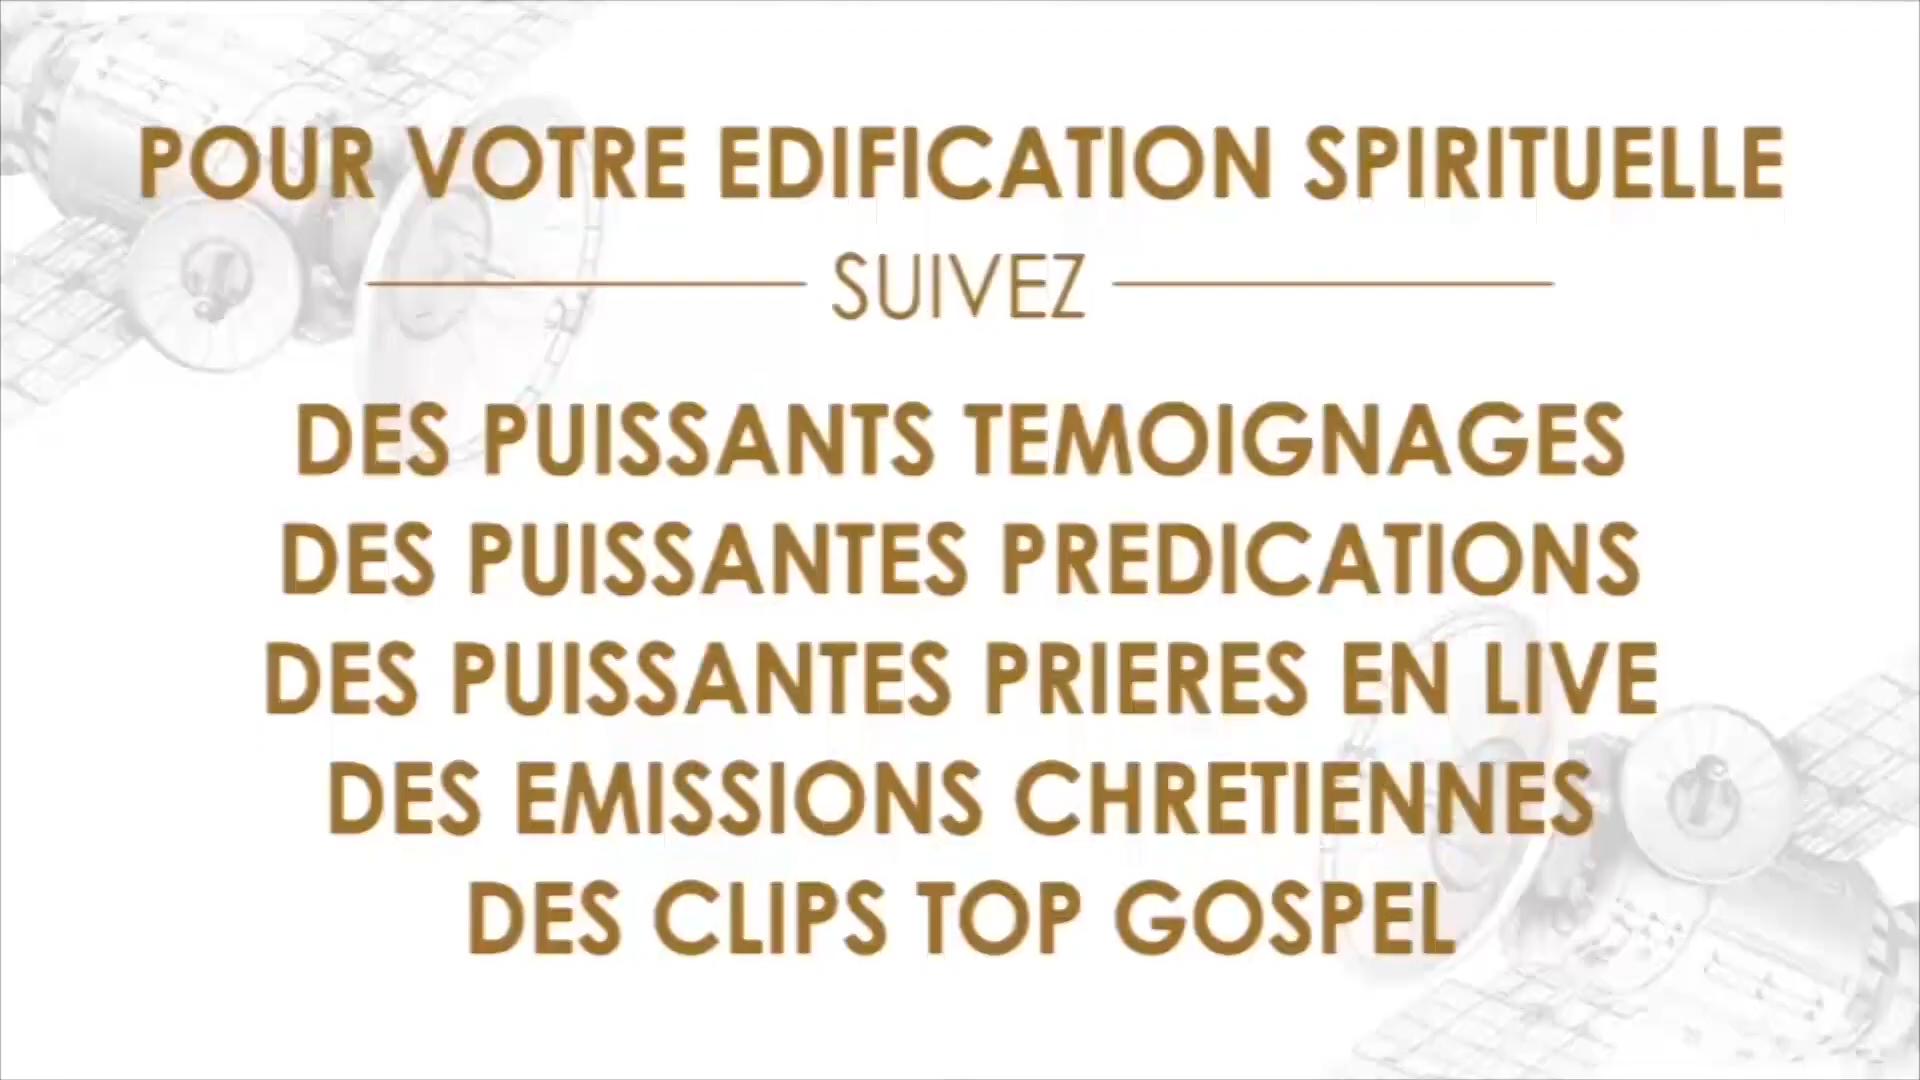 POUR VOTRE EDIFICATION SPIRITUELLE
SUIVEZ
DES PUISSANTS TEMOIGNAGES
DES PUISSANTES PREDICATIONS
DES PUISSANTES PRIERES EN LIVE
DES EMISSIONS CHRETIENNES
DES CLIPS TOP GOSPEL